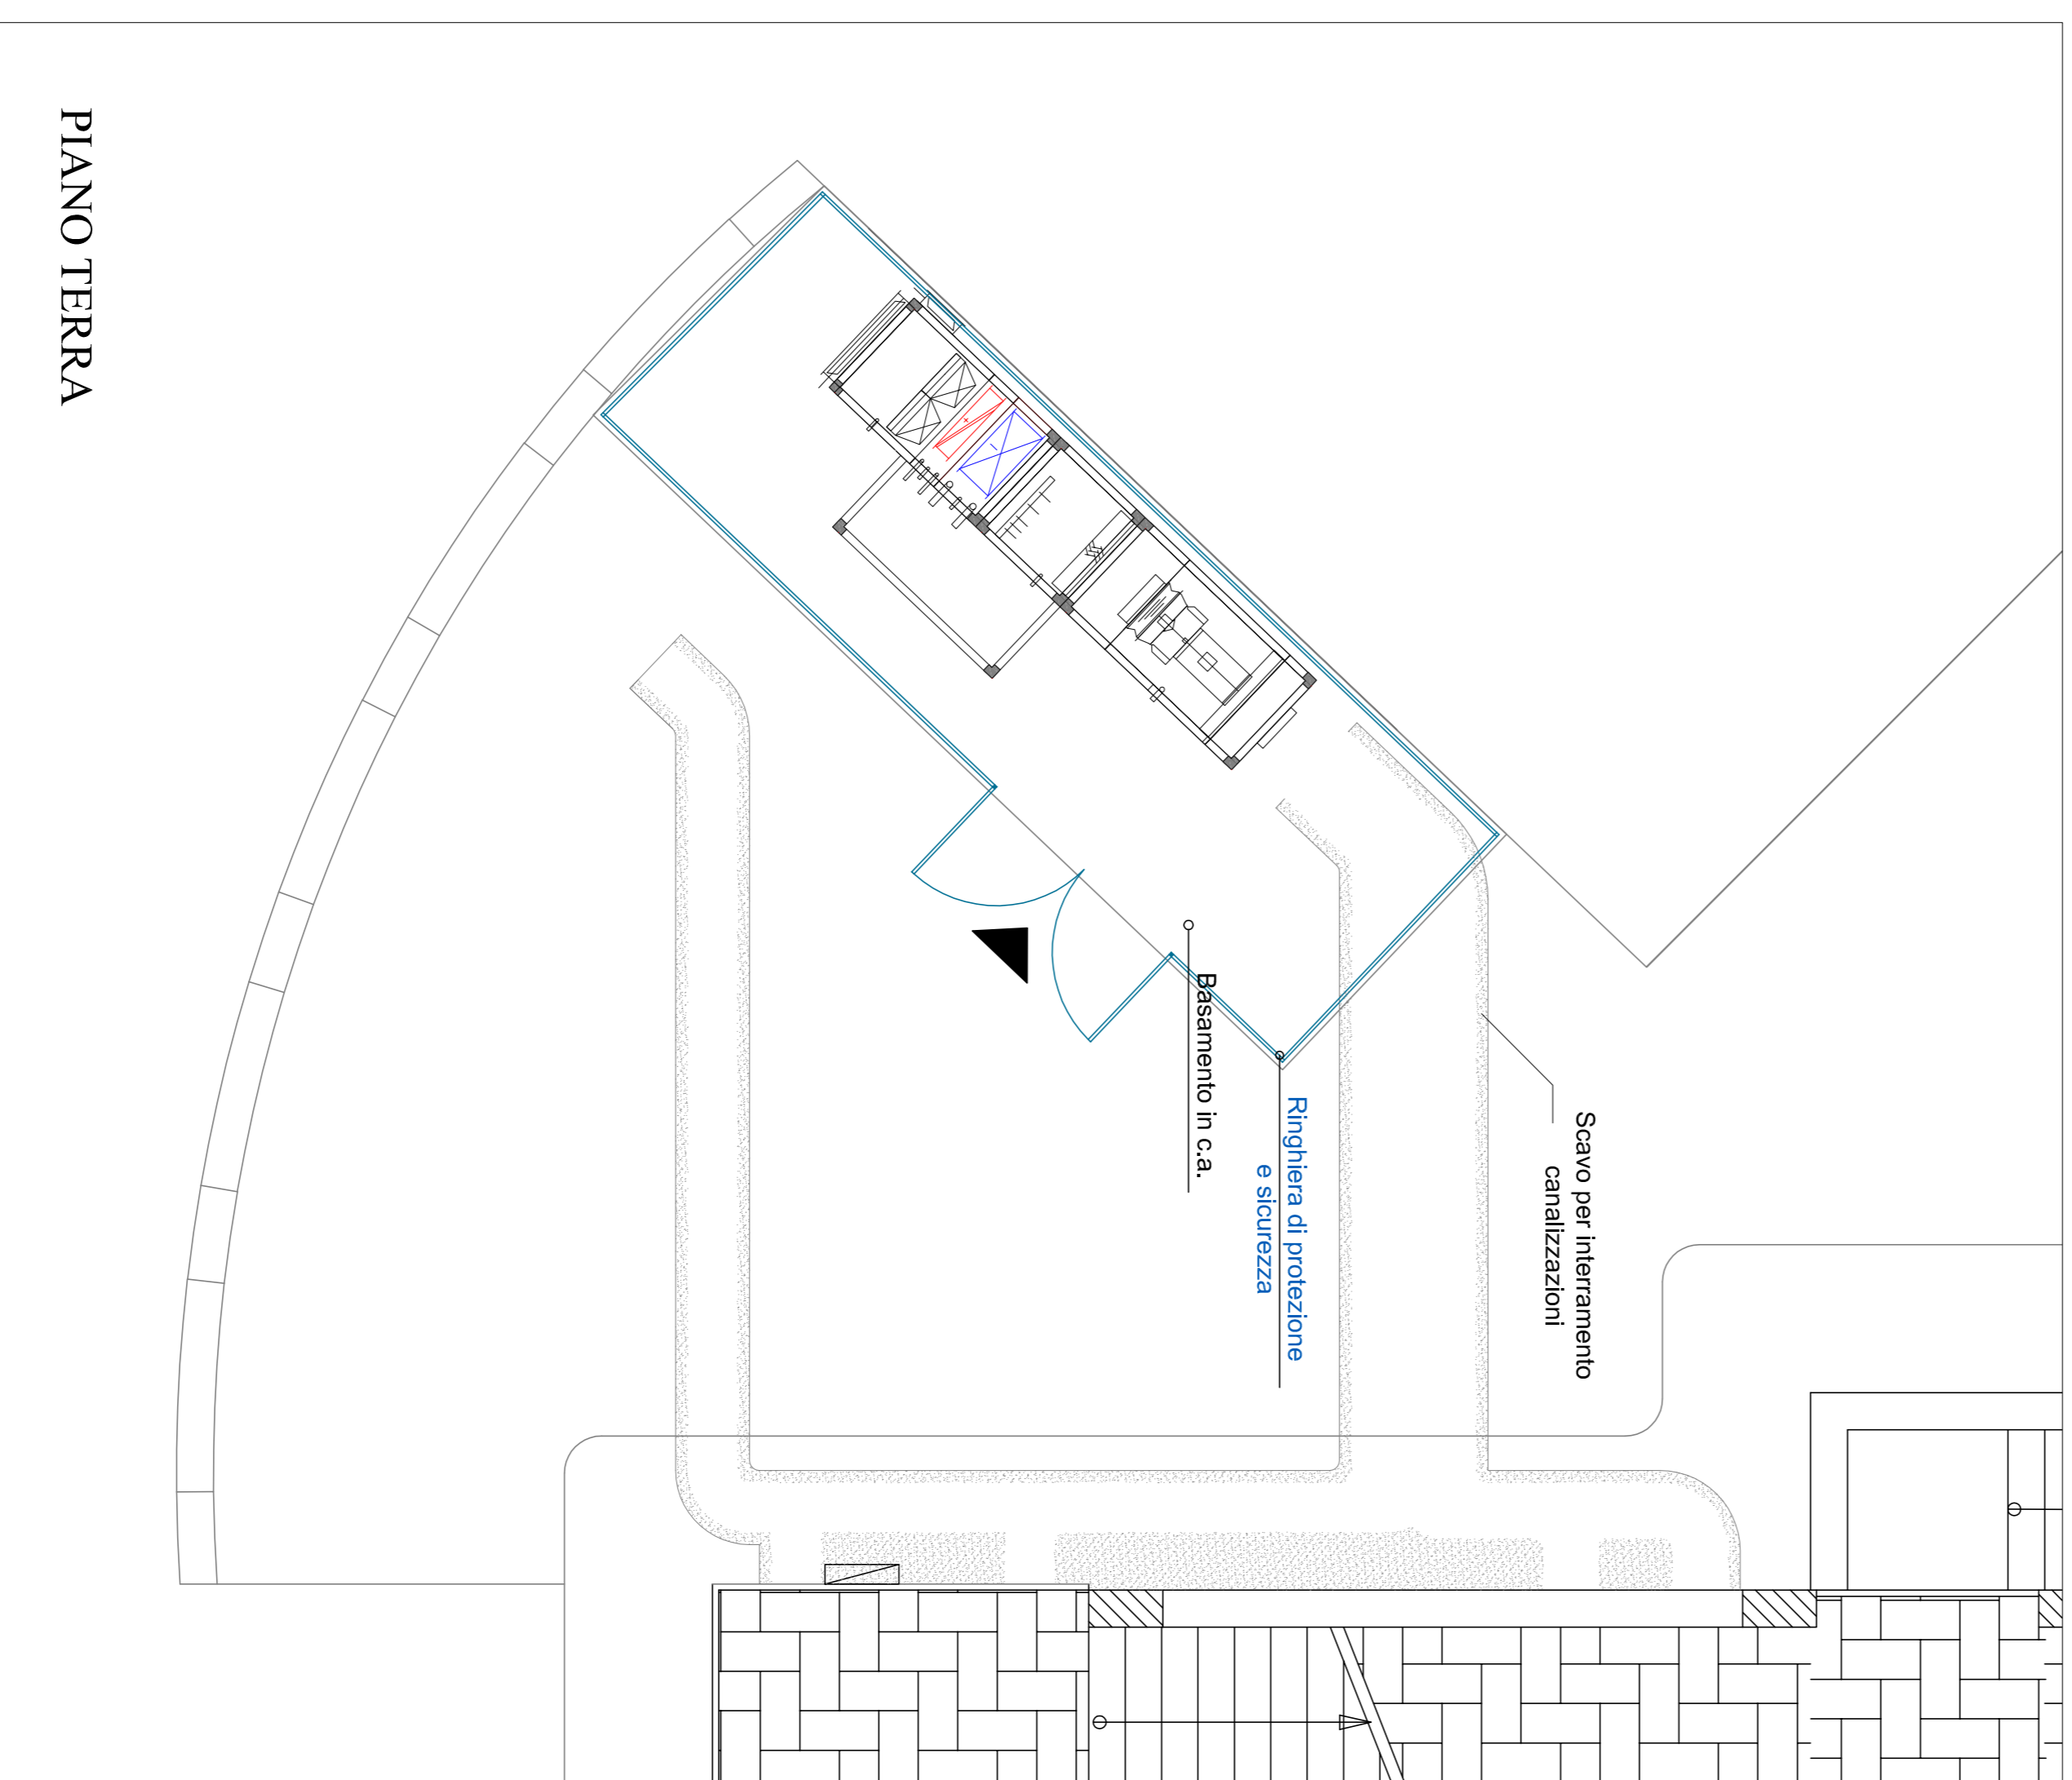 PIANO TERRA
Scavo per interramento
canalizzazioni
Ringhiera di protezione
e sicurezza
Basamento in c.a.